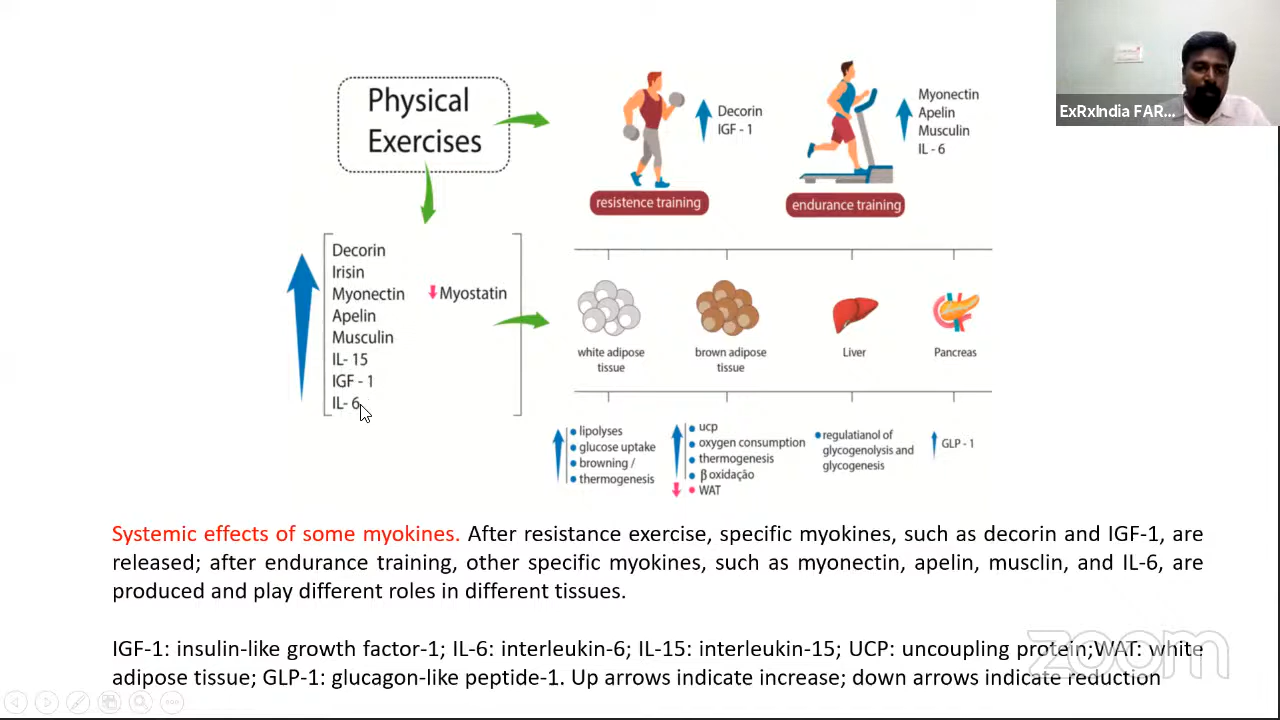 Physical
Exercises
Decorin
IGF - 1
resistence training
Myonectin
Apelin
Musculin
IL - 6
endurance training
ExRxIndia FAR...
Decorin
Irisin
Myonectin
Apelin
Musculin
IL- 15
IGF - 1
IL- 6
Myostatin
white adipose
tissue
brown adipose
tissue
Liver
Pancreas
lipolyses
glucose uptake
browning /
thermogenesis
ucp
oxygen consumption
thermogenesis
β oxidação
WAT
regulatianol of
glycogenolysis and
glycogenesis
GLP - 1
Systemic effects of some myokines. After resistance exercise, specific myokines, such as decorin and IGF-1, are
released; after endurance training, other specific myokines, such as myonectin, apelin, musclin, and IL-6, are
produced and play different roles in different tissues.
IGF-1: insulin-like growth factor-1; IL-6: interleukin-6; IL-15: interleukin-15; UCP: uncoupling protein;WAT: white
adipose tissue; GLP-1: glucagon-like peptide-1. Up arrows indicate increase; down arrows indicate reduction
zoom